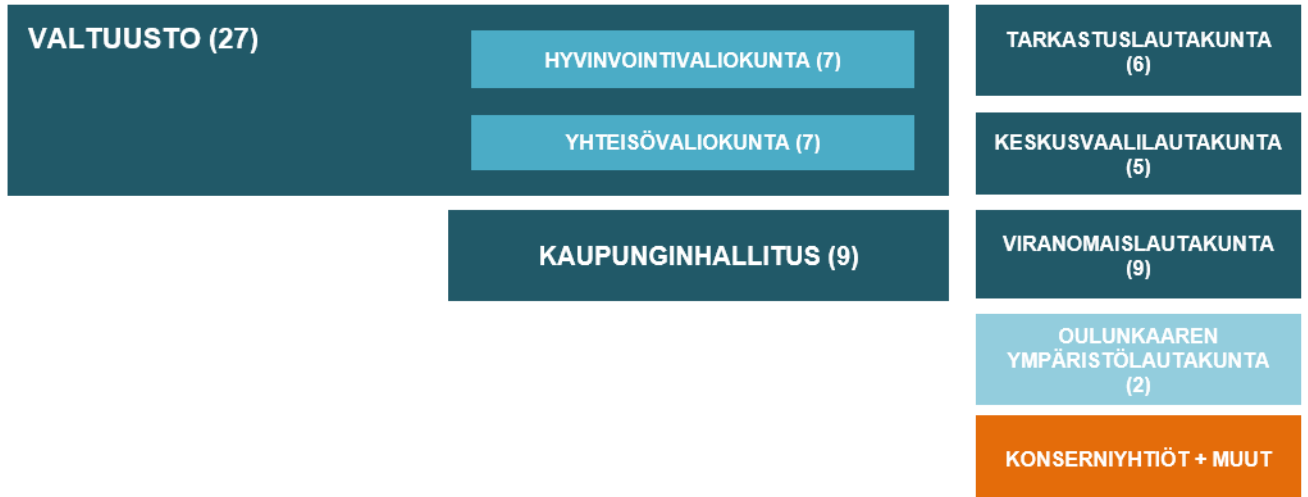 VALTUUSTO (27)
HYVINVOINTIVALIOKUNTA (7)
YHTEISÖVALIOKUNTA (7)
KAUPUNGINHALLITUS (9)
TARKASTUSLAUTAKUNTA
(6)
KESKUSVAALILAUTAKUNTA
(5)
VIRANOMAISLAUTAKUNTA
(9)
OULUNKAAREN
YMPÄRISTÖLAUTAKUNTA
(2)
KONSERNIYHTIÖT + MUUT